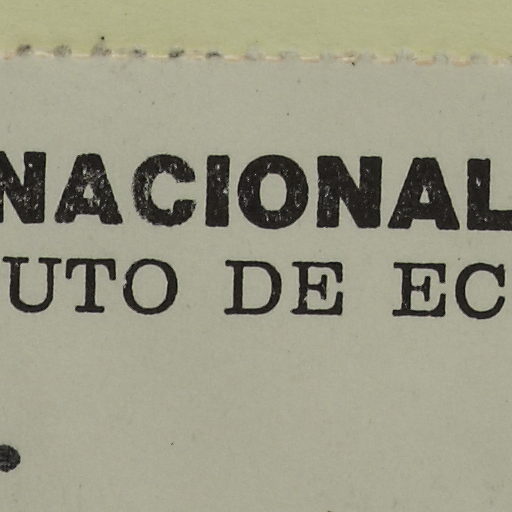 NACIONAL
UTO DE EC
.